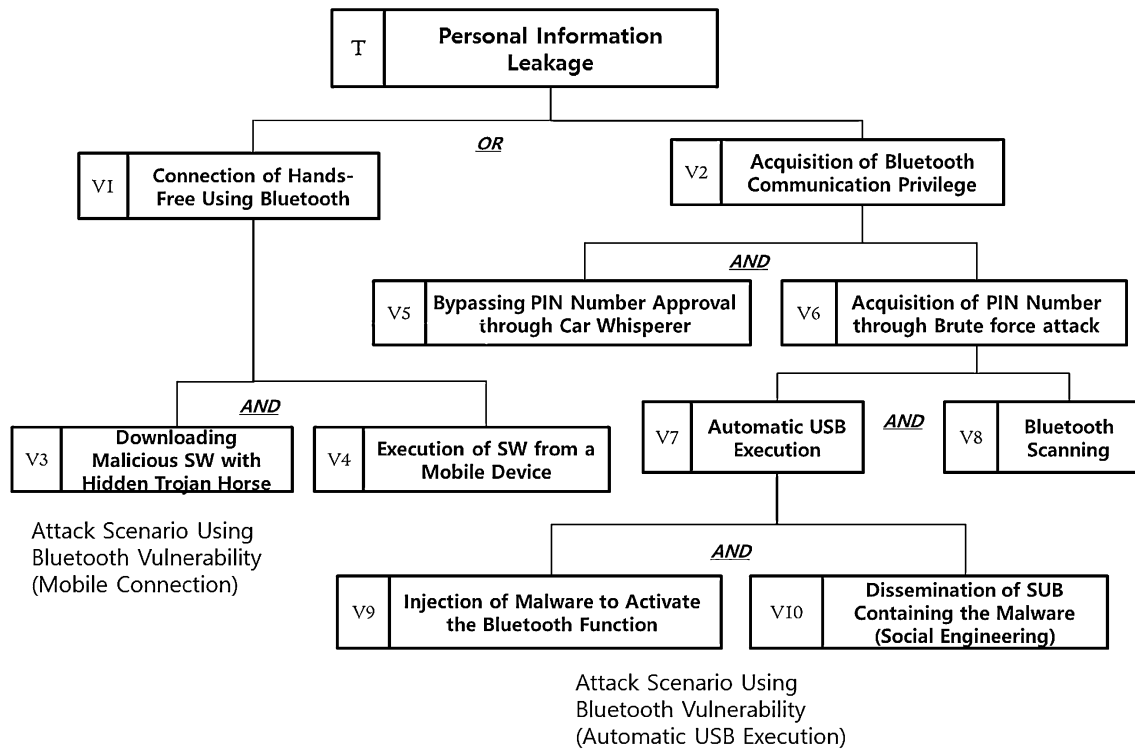 T
Personal Information
Leakage
OR
V1
Connection of Hands-
Free Using Bluetooth
V2
Acquisition of Bluetooth
Communication Privilege
AND
V5
Bypassing PIN Number Approval
through Car Whisperer
V6
Acquisition of PIN Number
through Brute force attack
AND
V3
Downloading
Malicious SW with
Hidden Trojan Horse
V4
Execution of SW from a
Mobile Device
V7
Automatic USB
Execution
AND
V8
Bluetooth
Scanning
Attack Scenario Using
Bluetooth Vulnerability
(Mobile Connection)
AND
V9
Injection of Malware to Activate
the Bluetooth Function
V10
Dissemination of SUB
Containing the Malware
(Social Engineering)
Attack Scenario Using
Bluetooth Vulnerability
(Automatic USB Execution)